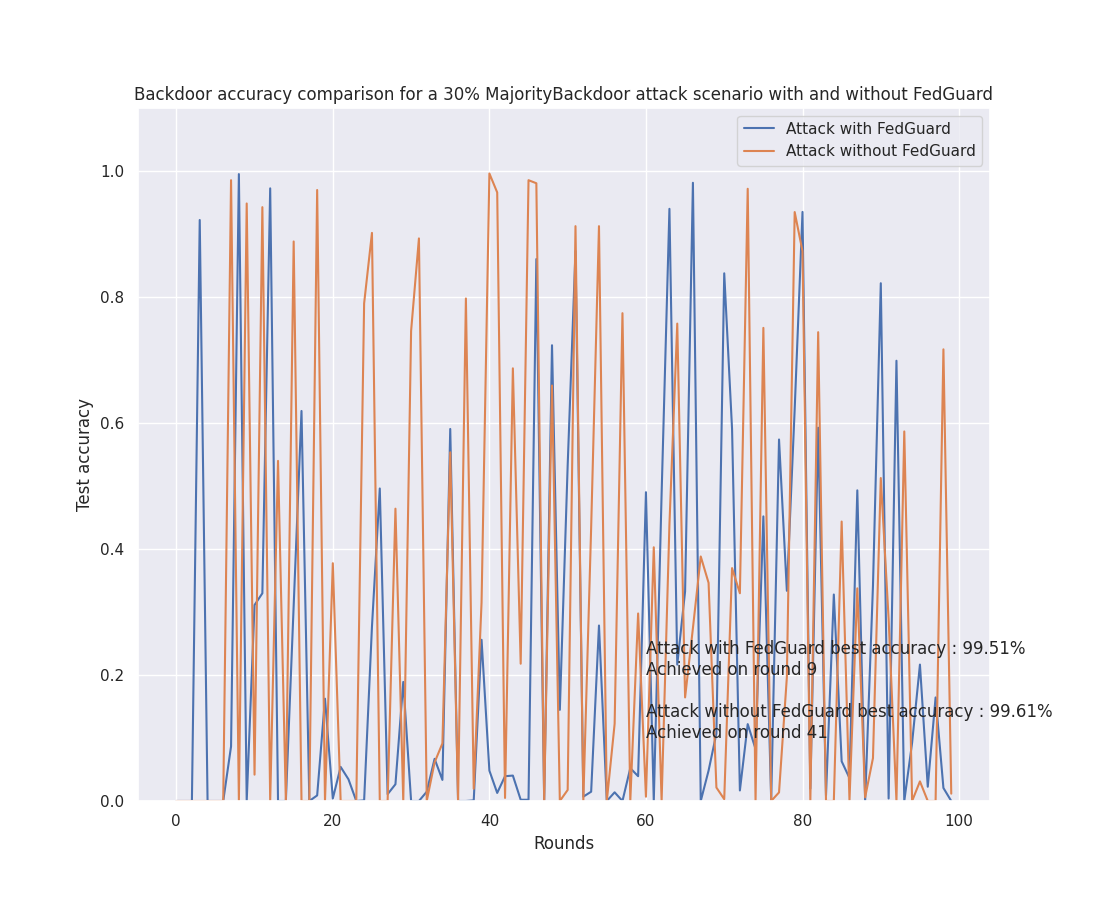 Backdoor accuracy comparison for a 30% MajorityBackdoor attack scenario with and without FedGuard
Attack with FedGuard
Attack without FedGuard
1.0
0.8
0.6
0.4
0.2
0.0
Test accuracy
Attack with FedGuard best accuracy : 99.51%
Achieved on round 9
Attack without FedGuard best accuracy : 99.61%
Achieved on round 41
0 20 40 60 80 100
Rounds